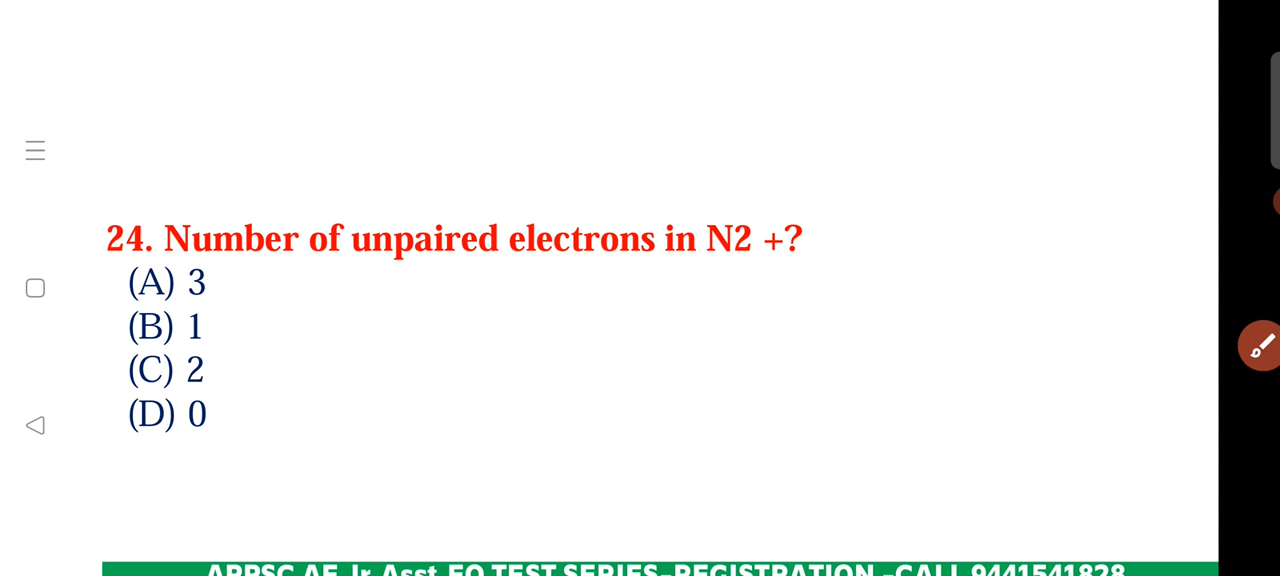 24. Number of unpaired electrons in N2 +?
(A) 3
(B) 1
(C) 2
(D) 0
APPSC AE, Jr. Asst, EO TEST SERIES–REGISTRATION –CALL 9441541828